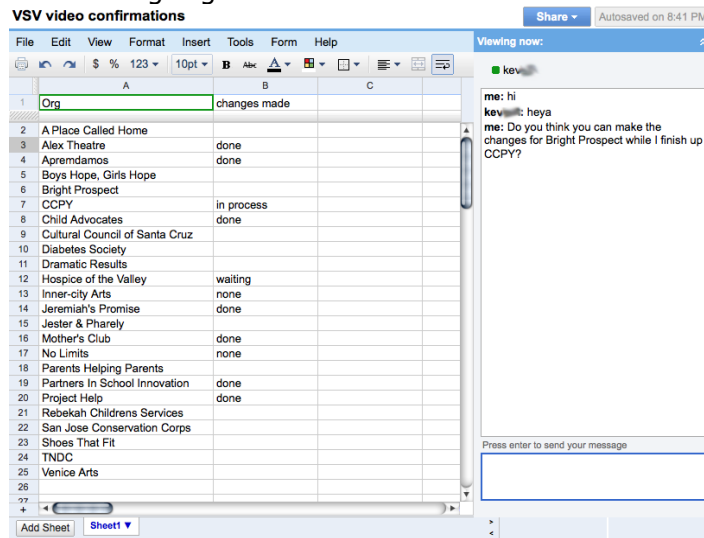 VSV video confirmations
Share
Autosaved on 8:41 PM
File Edit View Format Insert Tools Form Help
Viewing now:
$ % 123 10pt B Abc A
kev
A B C
1 Org changes made
2 A Place Called Home
3 Alex Theatre done
4 Apremdamos done
5 Boys Hope, Girls Hope
6 Bright Prospect
7 CCPY in process
8 Child Advocates done
9 Cultural Council of Santa Cruz
10 Diabetes Society
11 Dramatic Results
12 Hospice of the Valley waiting
13 Inner-city Arts none
14 Jeremiah's Promise done
15 Jester & Pharely
16 Mother's Club done
17 No Limits none
18 Parents Helping Parents
19 Partners In School Innovation done
20 Project Help done
21 Rebekah Childrens Services
22 San Jose Conservation Corps
23 Shoes That Fit
24 TNDC
25 Venice Arts
26
27
me: hi
kev: heya
me: Do you think you can make the
changes for Bright Prospect while I finish up
CCPY?
Press enter to send your message
Add Sheet Sheet1